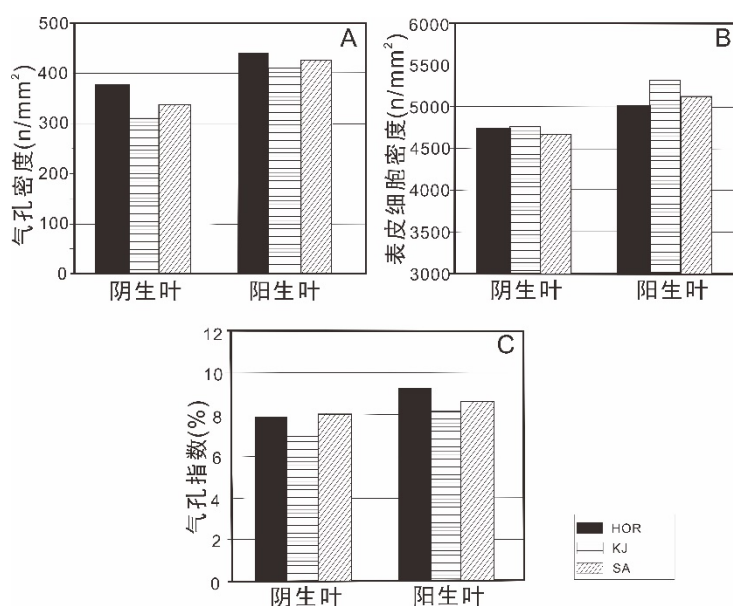 A
500
400
300
200
100
0
气孔密度(n/mm²)
阴生叶 阳生叶
B
6000
5500
5000
4500
4000
3500
3000
表皮细胞密度(n/mm²)
阴生叶 阳生叶
C
12
10
8
6
4
2
0
气孔指数(%)
阴生叶 阳生叶
HOR
KJ
SA